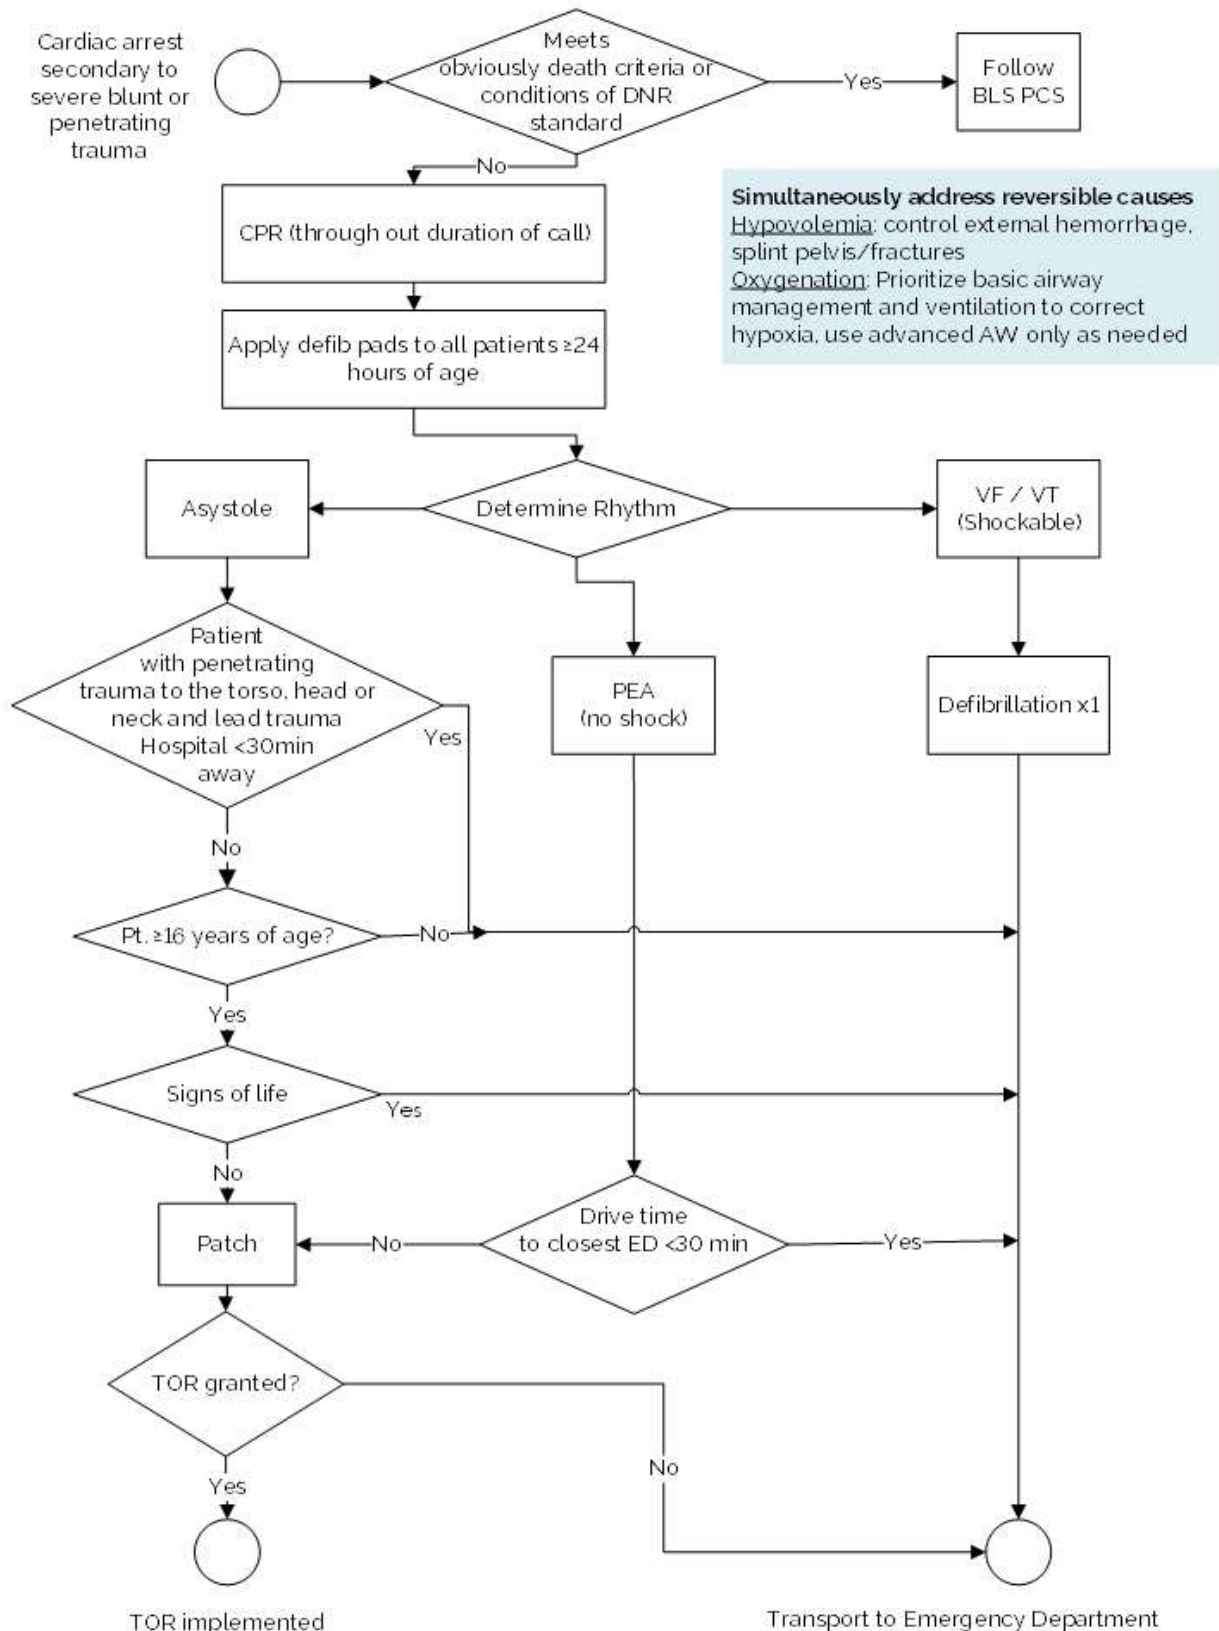 Cardiac arrest
secondary to
severe blunt or
penetrating
trauma
Meets
obviously death criteria or
conditions of DNR
standard
Yes
Follow
BLS PCS
No
CPR (through out duration of call)
Simultaneously address reversible causes
Hypovolemia: control external hemorrhage,
splint pelvis/fractures
Oxygenation: Prioritize basic airway
management and ventilation to correct
hypoxia, use advanced AW only as needed
Apply defib pads to all patients ≥24
hours of age
Asystole
Determine Rhythm
VF / VT
(Shockable)
Patient
with penetrating
trauma to the torso, head or
neck and lead trauma
Hospital <30min
away
Yes
PEA
(no shock)
Defibrillation x1
No
Pt. ≥16 years of age?
No
Yes
Signs of life
Yes
No
Patch
No
Drive time
to closest ED <30 min
Yes
TOR granted?
No
Yes
TOR implemented
Transport to Emergency Department